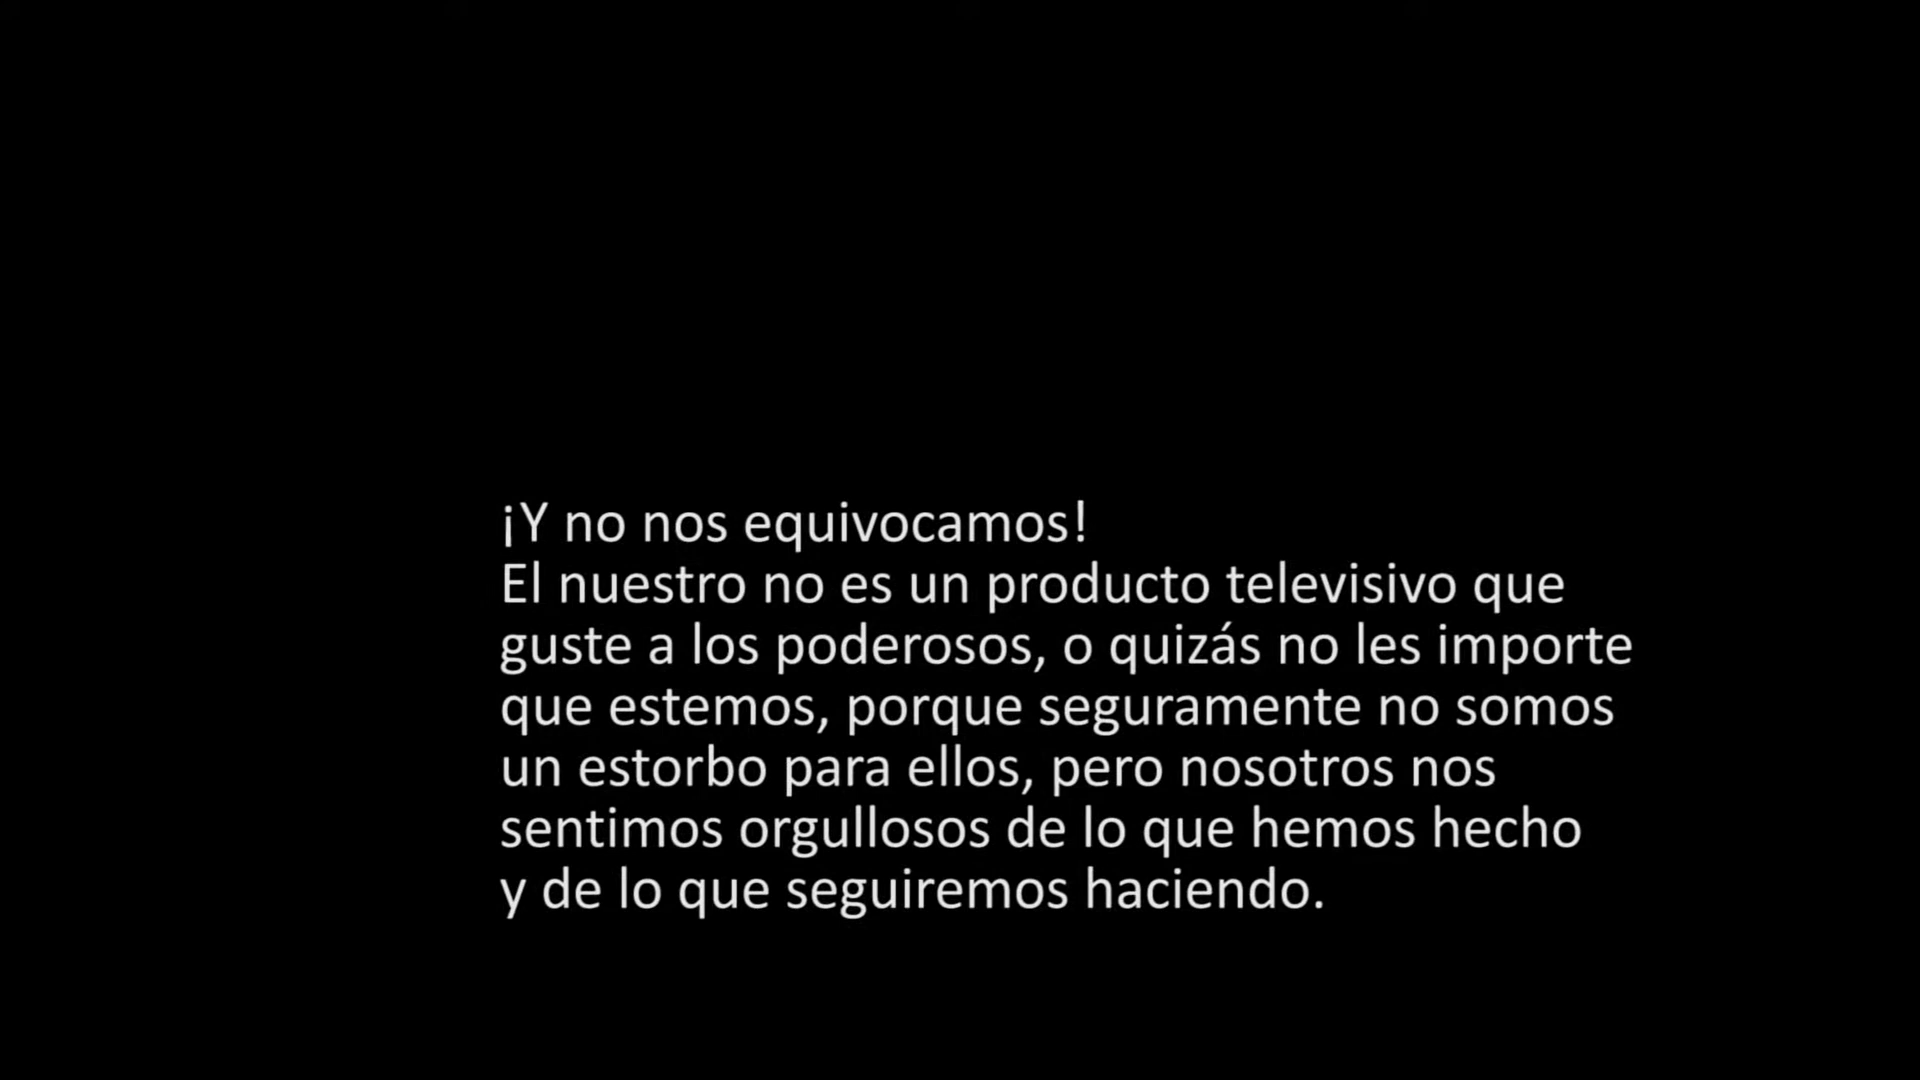 ¡Y no nos equivocamos!
El nuestro no es un producto televisivo que
guste a los poderosos, o quizás no les importe
que estemos, porque seguramente no somos
un estorbo para ellos, pero nosotros nos
sentimos orgullosos de lo que hemos hecho
y de lo que seguiremos haciendo.